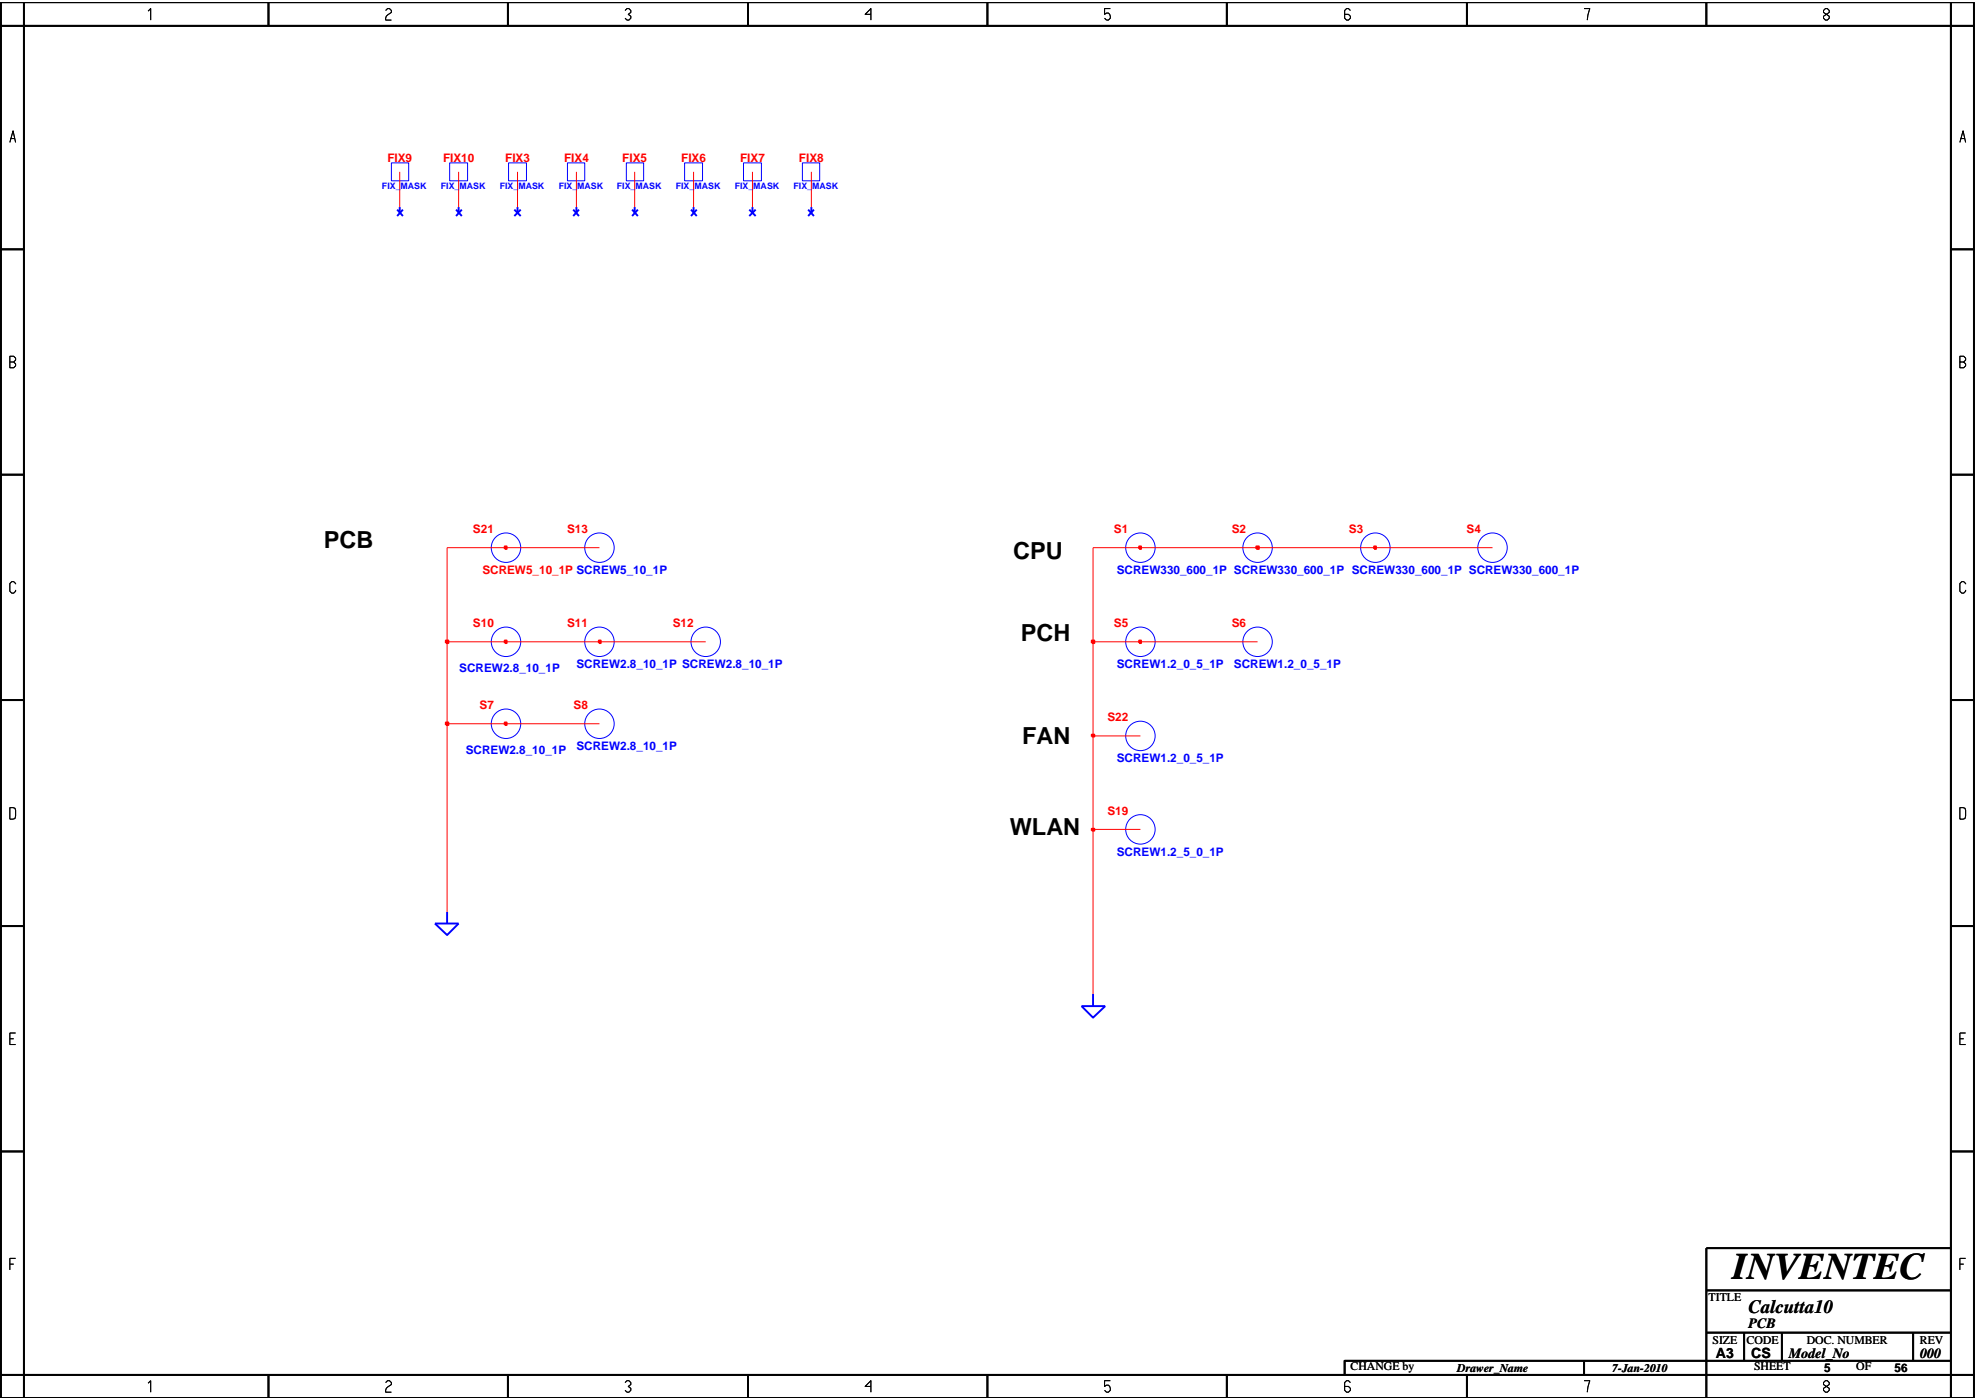 1 2 3 4 5 6 7 8
A A
FIX9 FIX10 FIX3 FIX4 FIX5 FIX6 FIX7 FIX8
FIX_MASK FIX_MASK FIX_MASK FIX_MASK FIX_MASK FIX_MASK FIX_MASK FIX_MASK
B B
PCB
S21 S13
SCREW5_10_1P SCREW5_10_1P
S10 S11 S12
SCREW2.8_10_1P SCREW2.8_10_1P SCREW2.8_10_1P
S7 S8
SCREW2.8_10_1P SCREW2.8_10_1P
CPU
S1 S2 S3 S4
SCREW330_600_1P SCREW330_600_1P SCREW330_600_1P SCREW330_600_1P
C C
PCH
S5 S6
SCREW1.2_0_5_1P SCREW1.2_0_5_1P
FAN
S22
SCREW1.2_0_5_1P
D D
WLAN
S19
SCREW1.2_5_0_1P
E E
F F
INVENTEC
TITLE
Calcutta10
PCB
SIZE CODE DOC. NUMBER REV
A3 CS Model_No 000
CHANGE by Drawer_Name 7-Jan-2010 SHEET 5 OF 56
1 2 3 4 5 6 7 8